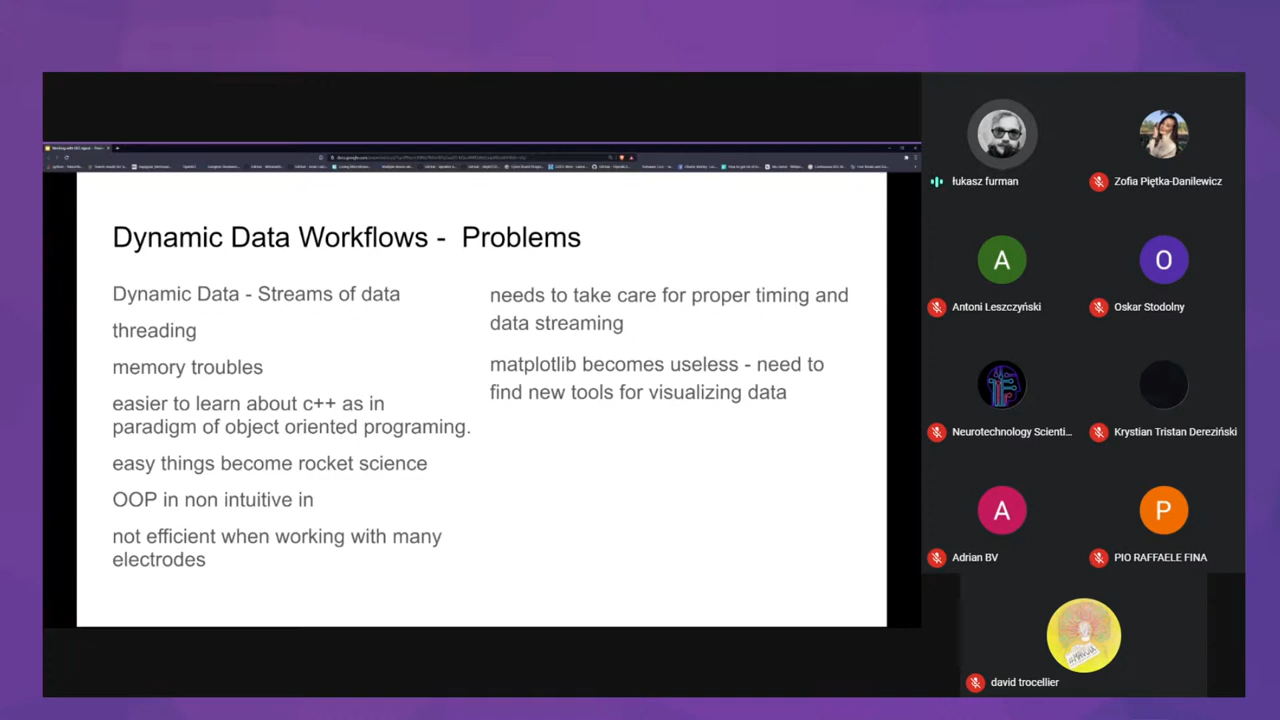 Dynamic Data Workflows -  Problems
Dynamic Data - Streams of data
threading
memory troubles
easier to learn about c++ as in
paradigm of object oriented programing.
easy things become rocket science
OOP in non intuitive in
not efficient when working with many
electrodes
needs to take care for proper timing and
data streaming
matplotlib becomes useless - need to
find new tools for visualizing data
łukasz furman
Zofia Piętka-Danilewicz
A
O
Antoni Leszczyński
Oskar Stodolny
Neurotechnology Scienti...
Krystian Tristan Dereziński
A
P
Adrian BV
PIO RAFFAELE FINA
david trocellier